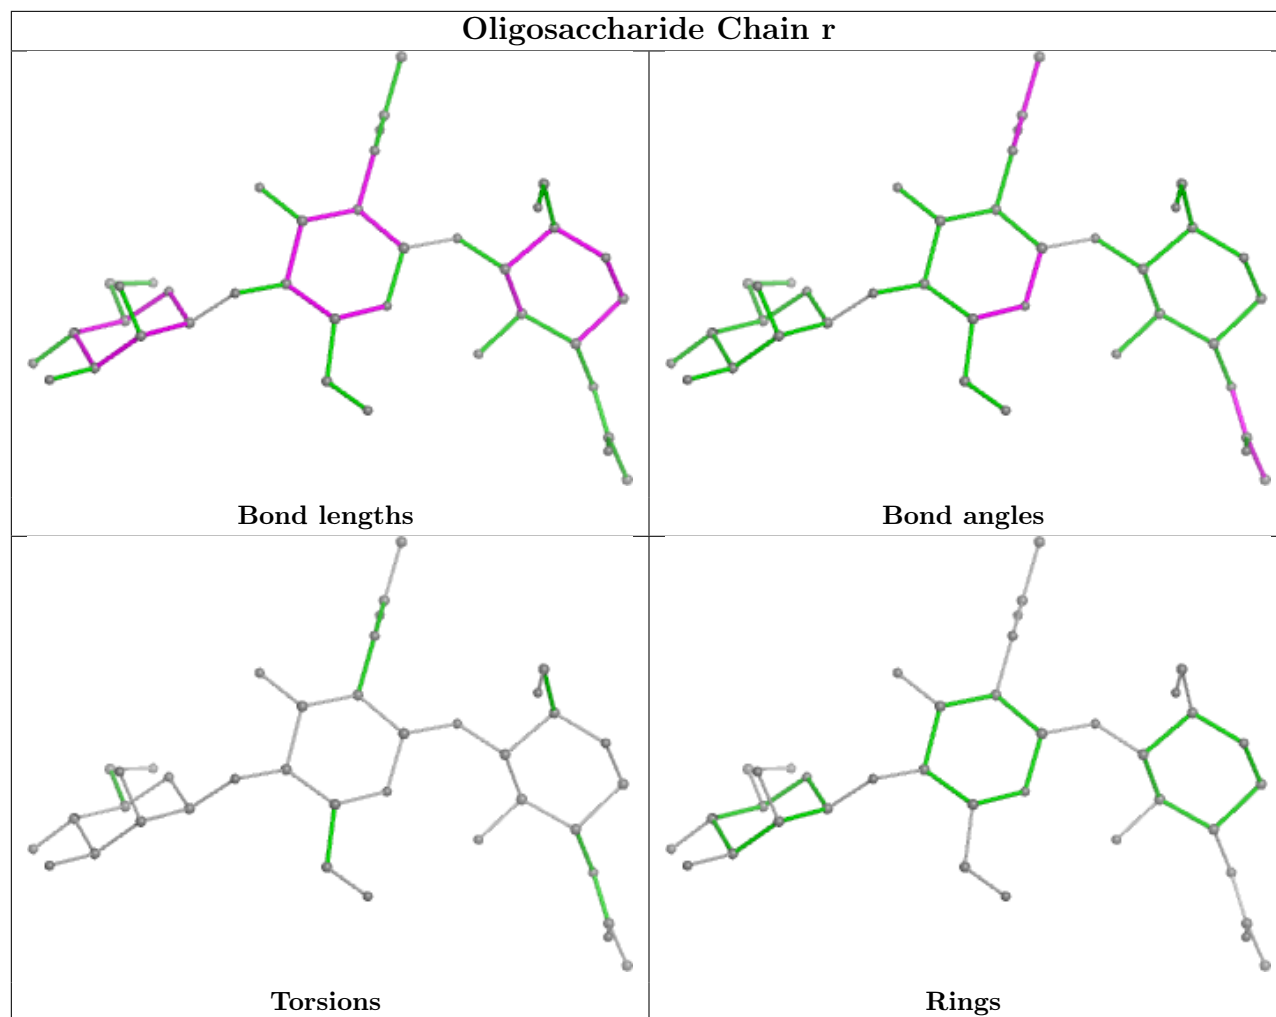 Oligosaccharide Chain r
Bond lengths
Bond angles
Torsions
Rings